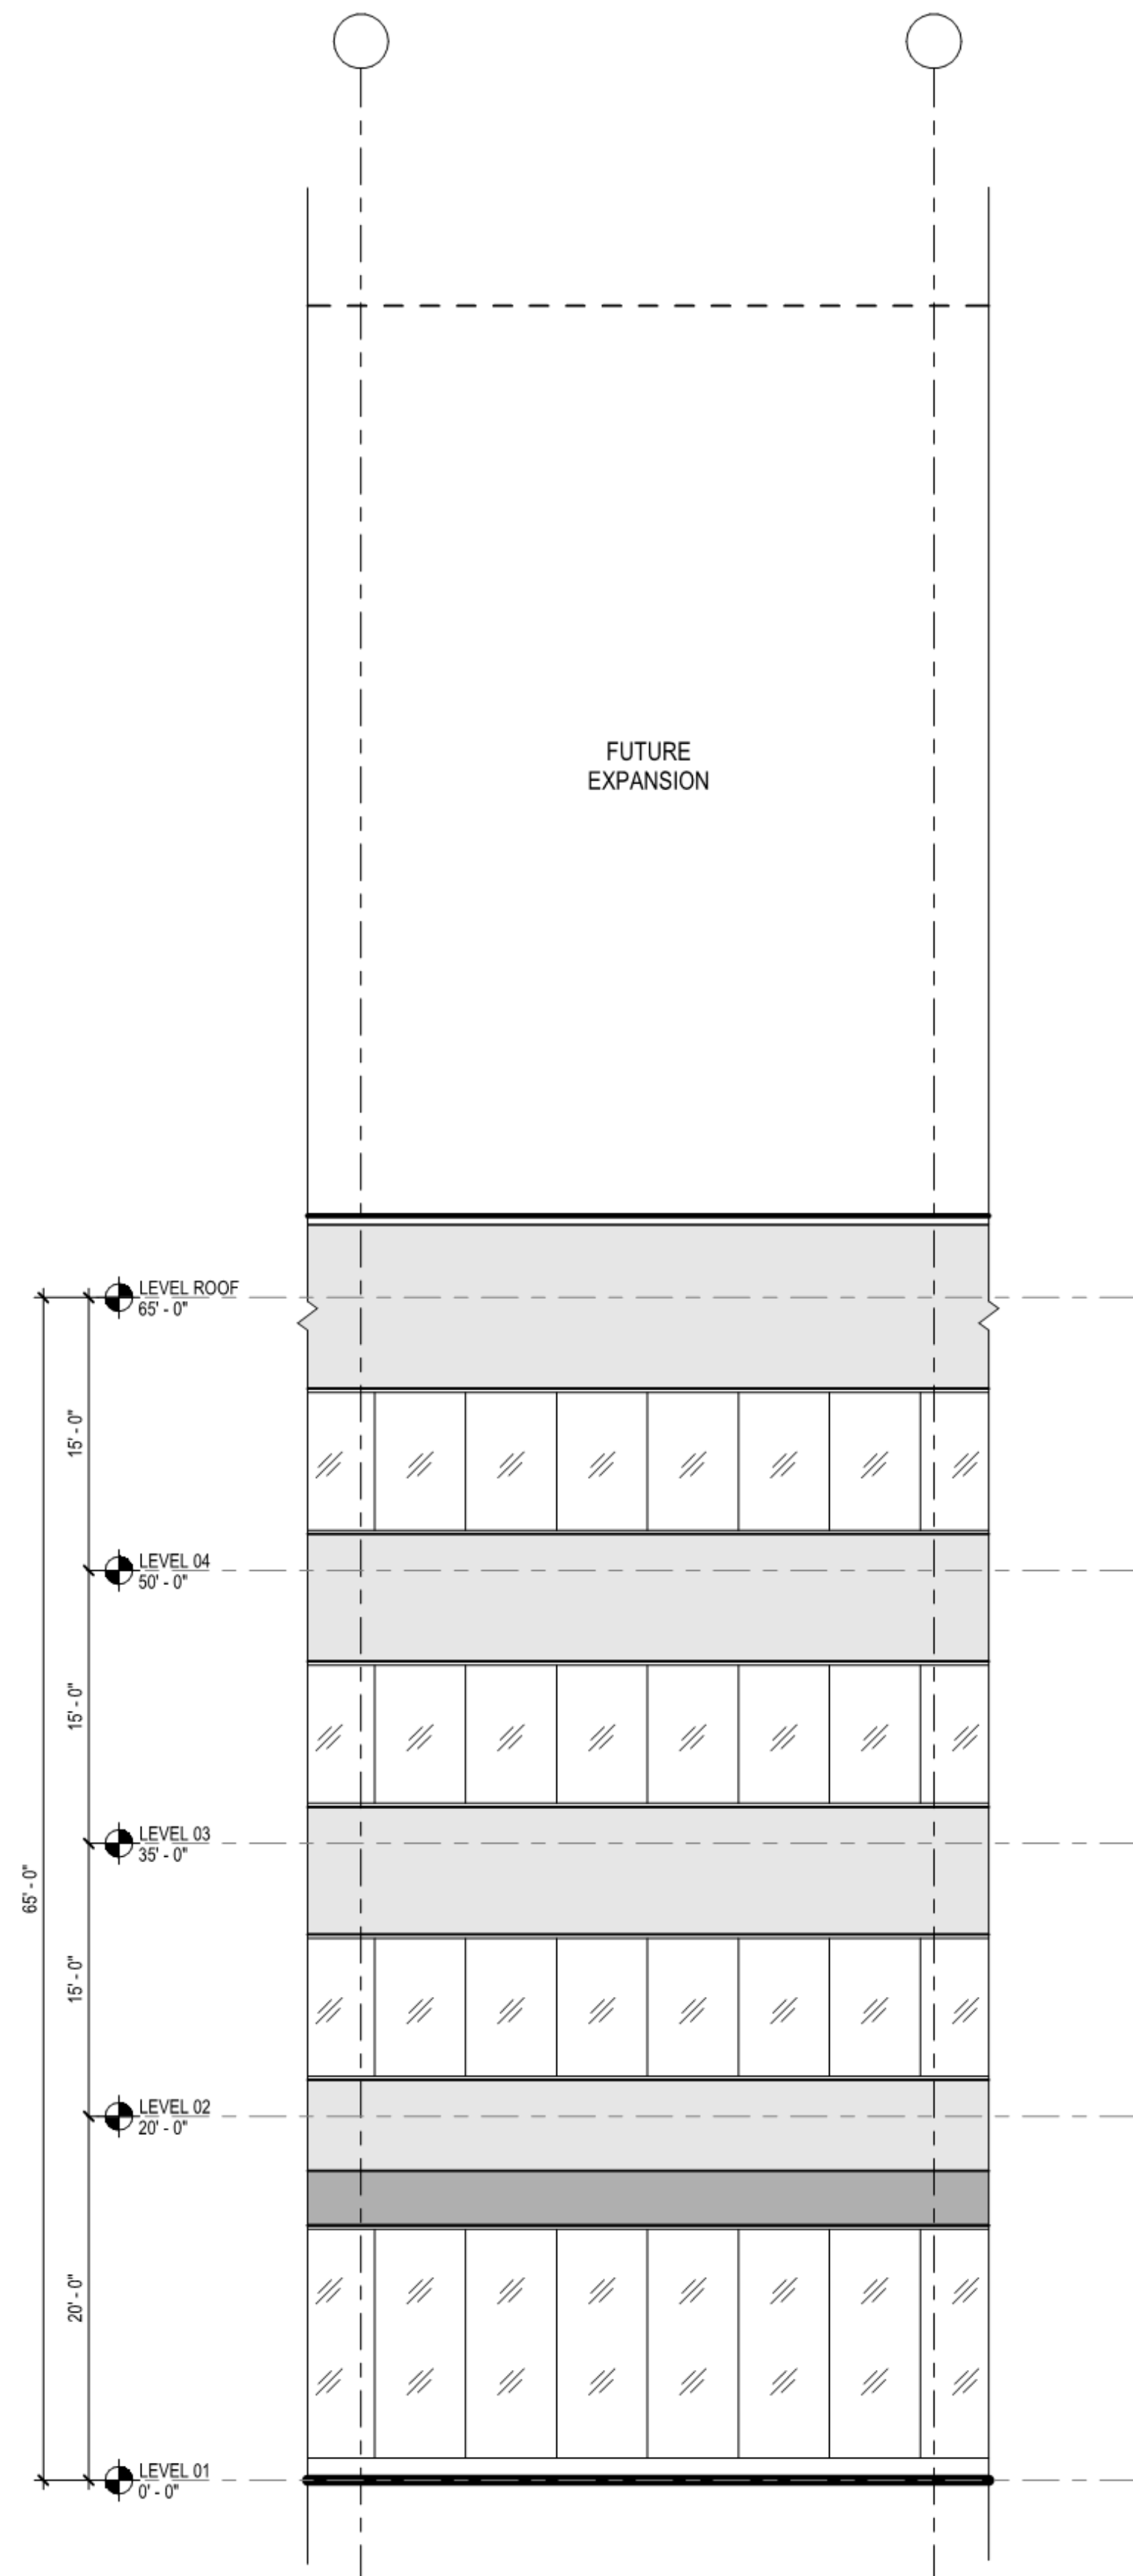 FUTURE
EXPANSION
LEVEL ROOF
65' - 0"
15' - 0"
LEVEL 04
50' - 0"
15' - 0"
LEVEL 03
35' - 0"
65' - 0"
15' - 0"
LEVEL 02
20' - 0"
20' - 0"
LEVEL 01
0' - 0"